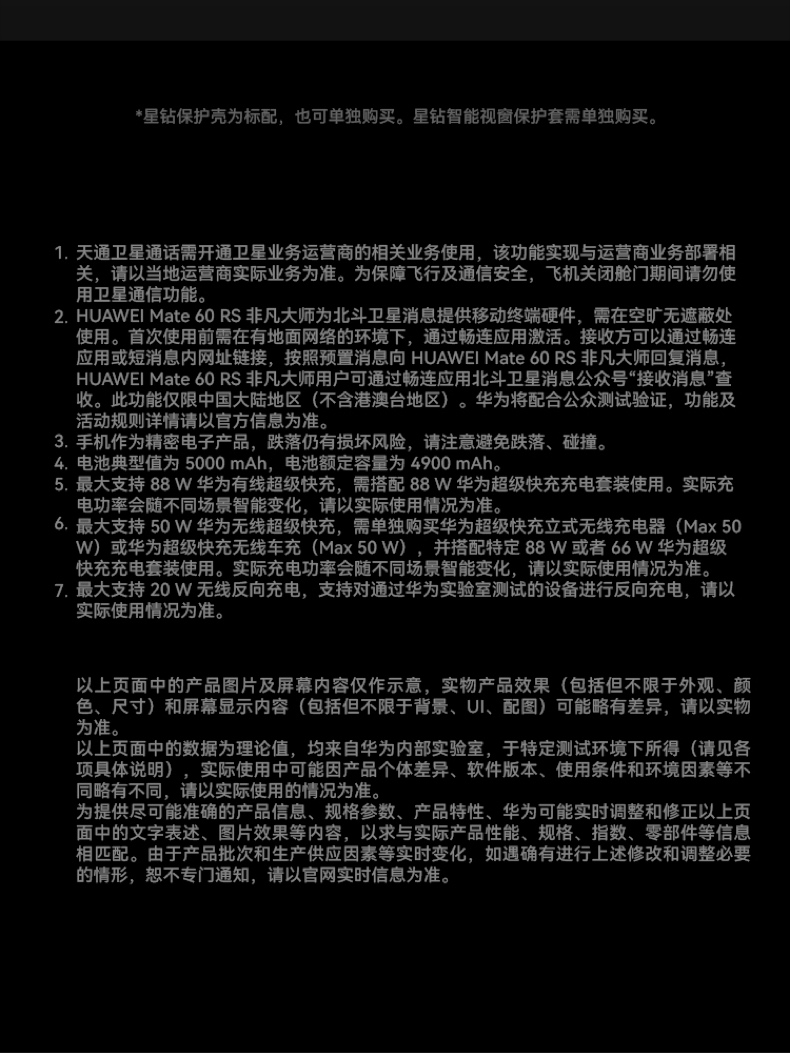 *星钻保护壳为标配，也可单独购买。星钻智能视窗保护套需单独购买。
1. 天通卫星通话需开通卫星业务运营商的相关业务使用，该功能实现与运营商业务部署相
关，请以当地运营商实际业务为准。为保障飞行及通信安全，飞机关闭舱门期间请勿使
用卫星通信功能。
2. HUAWEI Mate 60 RS 非凡大师为北斗卫星消息提供移动终端硬件，需在空旷无遮蔽处
使用。首次使用前需在有地面网络的环境下，通过畅连应用激活。接收方可以通过畅连
应用或短消息内网址链接，按照预置消息向 HUAWEI Mate 60 RS 非凡大师回复消息，
HUAWEI Mate 60 RS 非凡大师用户可通过畅连应用北斗卫星消息公众号“接收消息”查
收。此功能仅限中国大陆地区（不含港澳台地区）。华为将配合公众测试验证，功能及
活动规则详情请以官方信息为准。
3. 手机作为精密电子产品，跌落仍有损坏风险，请注意避免跌落、碰撞。
4. 电池典型值为 5000 mAh，电池额定容量为 4900 mAh。
5. 最大支持 88 W 华为有线超级快充，需搭配 88 W 华为超级快充充电套装使用。实际充
电功率会随不同场景智能变化，请以实际使用情况为准。
6. 最大支持 50 W 华为无线超级快充，需单独购买华为超级快充立式无线充电器（Max 50
W）或华为超级快充无线车充（Max 50 W），并搭配特定 88 W 或者 66 W 华为超级
快充充电套装使用。实际充电功率会随不同场景智能变化，请以实际使用情况为准。
7. 最大支持 20 W 无线反向充电，支持对通过华为实验室测试的设备进行反向充电，请以
实际使用情况为准。
以上页面中的产品图片及屏幕内容仅作示意，实物产品效果（包括但不限于外观、颜
色、尺寸）和屏幕显示内容（包括但不限于背景、UI、配图）可能略有差异，请以实物
为准。
以上页面中的数据为理论值，均来自华为内部实验室，于特定测试环境下所得（请见各
项具体说明），实际使用中可能因产品个体差异、软件版本、使用条件和环境因素等不
同略有不同，请以实际使用的情况为准。
为提供尽可能准确的产品信息、规格参数、产品特性、华为可能实时调整和修正以上页
面中的文字表述、图片效果等内容，以求与实际产品性能、规格、指数、零部件等信息
相匹配。由于产品批次和生产供应因素等实时变化，如遇确有进行上述修改和调整必要
的情形，恕不专门通知，请以官网实时信息为准。